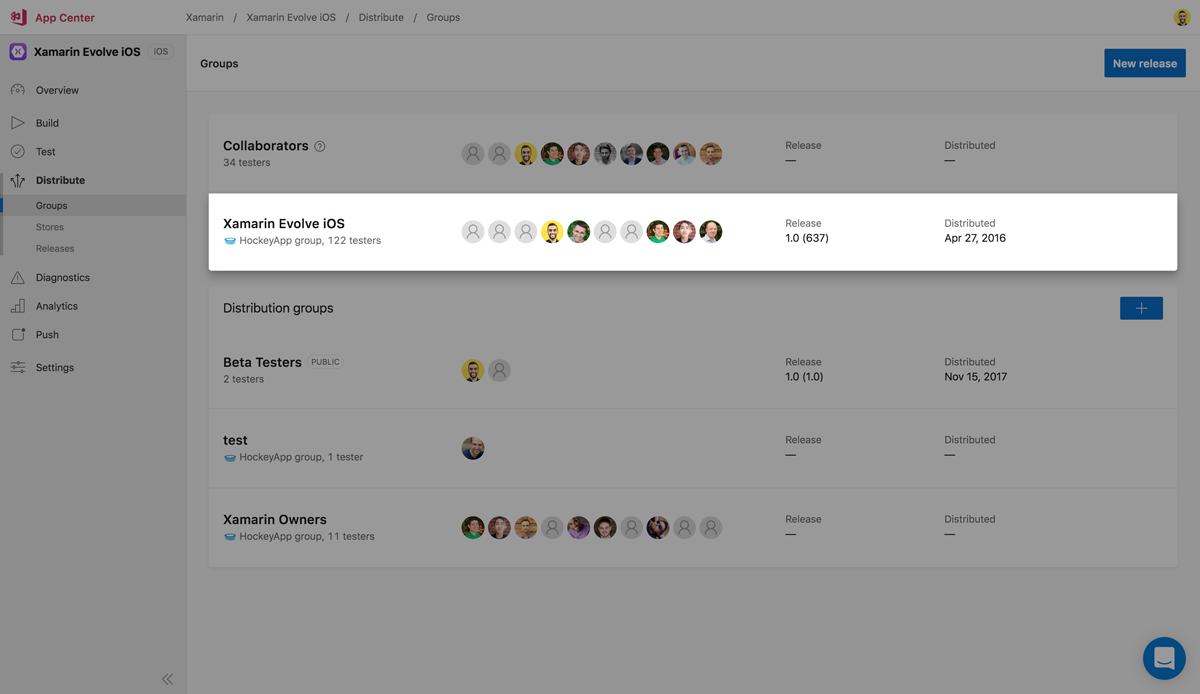 App Center
Xamarin / Xamarin Evolve iOS / Distribute / Groups
Xamarin Evolve iOS iOS
Overview
Build
Test
Distribute
Groups
Stores
Releases
Diagnostics
Analytics
Push
Settings
Groups
New release
Collaborators ?
34 testers
Release
—
Distributed
—
Xamarin Evolve iOS
HockeyApp group, 122 testers
Release
1.0 (637)
Distributed
Apr 27, 2016
Distribution groups
Beta Testers PUBLIC
2 testers
Release
1.0 (1.0)
Distributed
Nov 15, 2017
test
HockeyApp group, 1 tester
Release
—
Distributed
—
Xamarin Owners
HockeyApp group, 11 testers
Release
—
Distributed
—